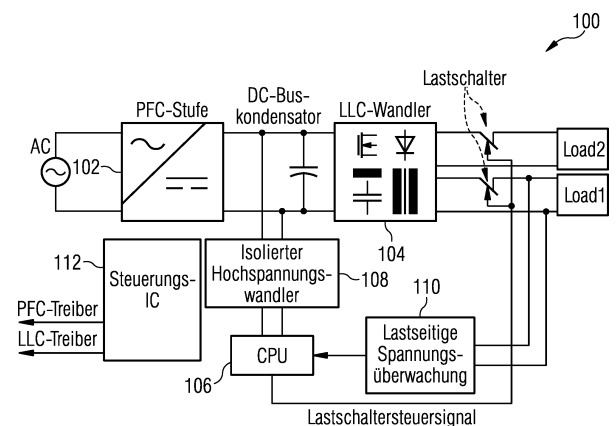 100
Lastschalter
PFC-Stufe
DC-Bus-
kondensator
LLC-Wandler
AC
102
Load2
Load1
104
112
Steuerungs-
IC
Isolierter
Hochspannungs-
wandler
108
110
PFC-Treiber
LLC-Treiber
CPU
106
Lastseitige
Spannungs-
überwachung
Lastschaltersteuersignal